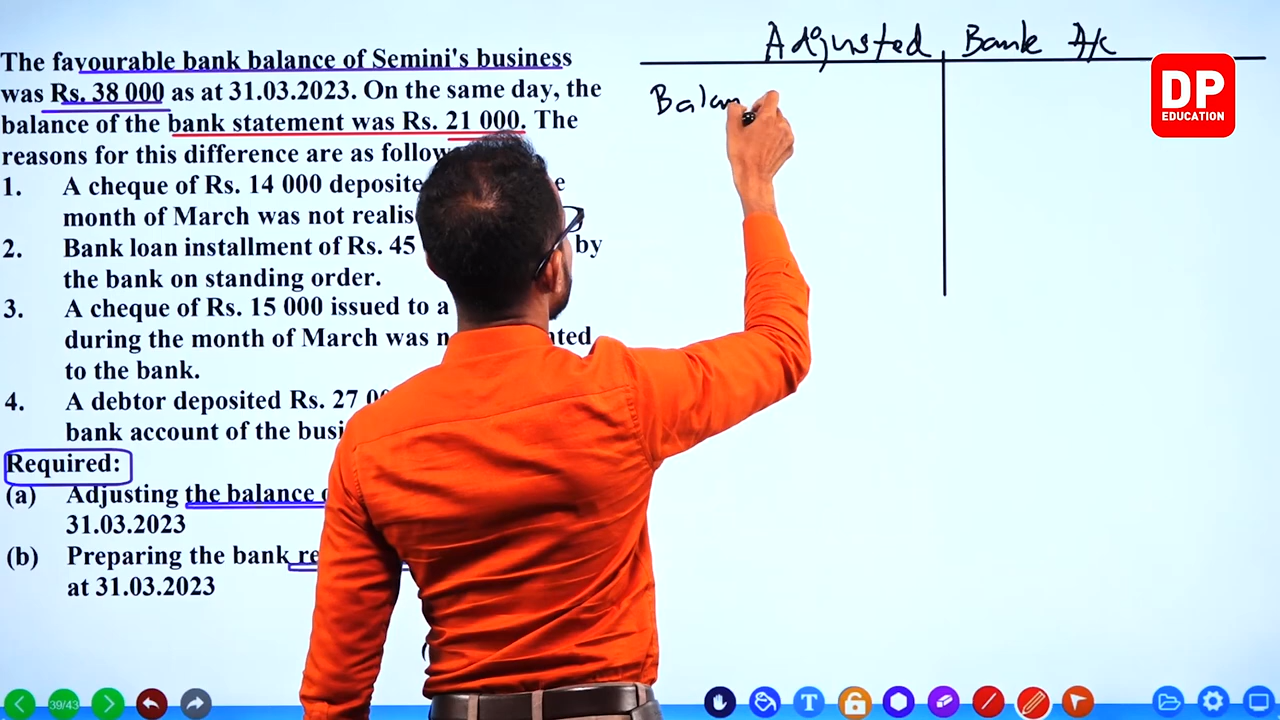 Adjusted Bank A/c
DP
EDUCATION
The favourable bank balance of Semini's business
was Rs. 38 000 as at 31.03.2023. On the same day, the
balance of the bank statement was Rs. 21 000. The
reasons for this difference are as follow
Balan
1. A cheque of Rs. 14 000 deposite e
month of March was not realis
2. Bank loan installment of Rs. 45 by
the bank on standing order.
3. A cheque of Rs. 15 000 issued to a
during the month of March was n nted
to the bank.
4. A debtor deposited Rs. 27 00
bank account of the busi
Required:
(a) Adjusting the balance
31.03.2023
(b) Preparing the bank re
at 31.03.2023
39/43
T